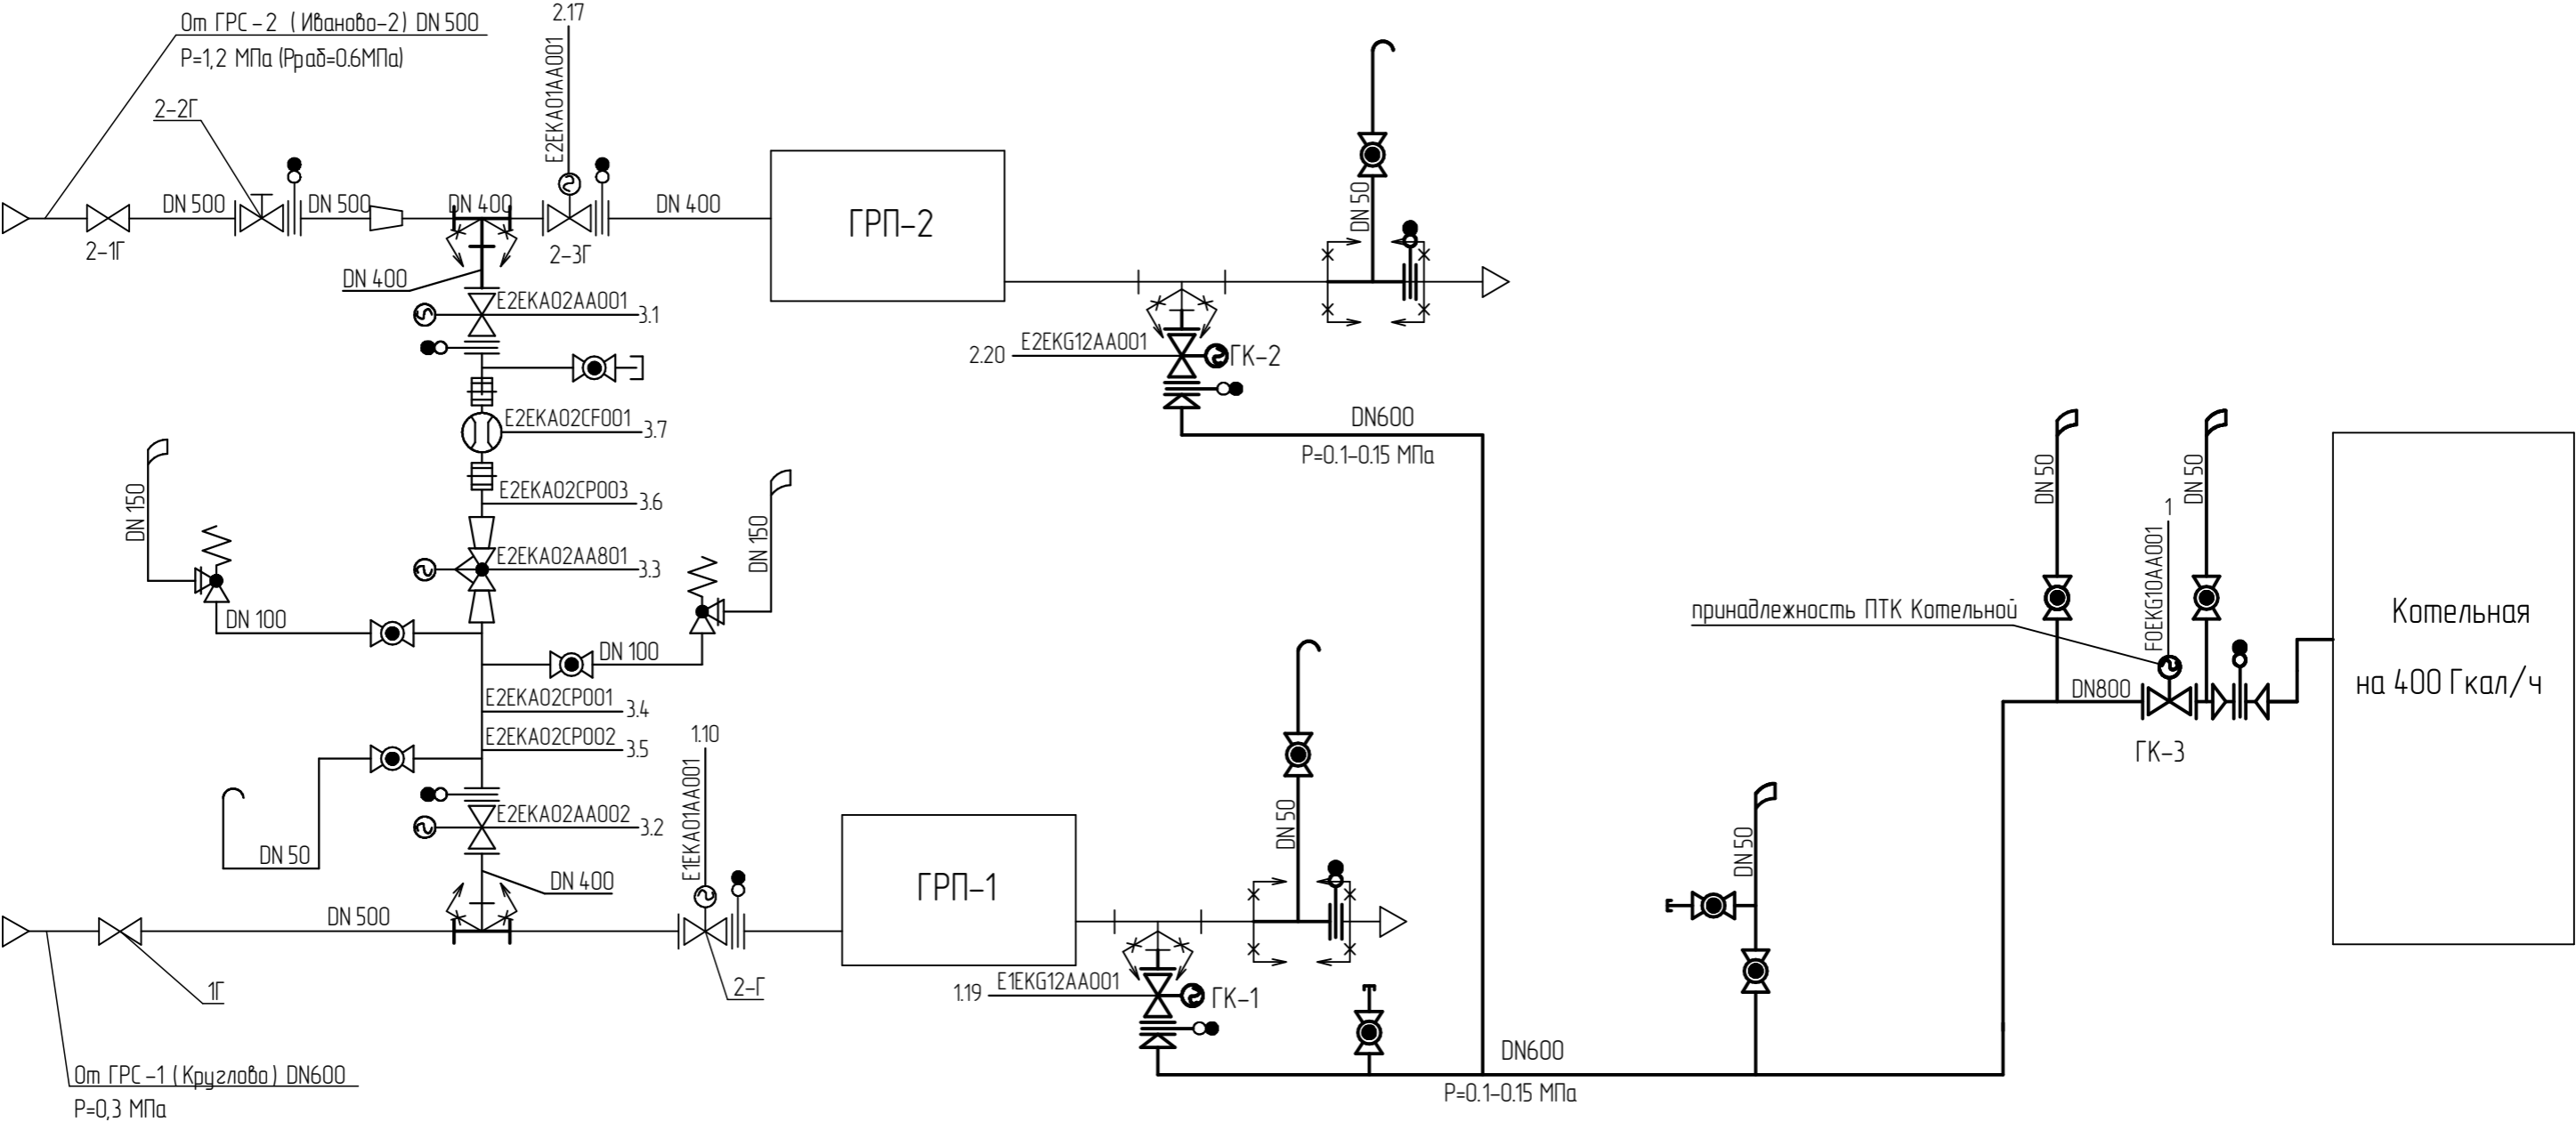 От ГРС-2 (Иваново-2) DN 500
P=1,2 МПа (Pраб=0.6МПа)
2.17
E2EKA01AA001
2-2Г
DN 500
DN 500
DN 400
DN 400
2-1Г
2-3Г
DN 400
ГРП-2
DN 50
E2EKA02AA001
3.1
2.20
E2EKG12AA001
ГК-2
E2EKA02CF001
3.7
DN600
P=0.1-0.15 МПа
DN 150
E2EKA02CP003
3.6
DN 150
E2EKA02AA801
3.3
DN 100
DN 100
E2EKA02CP001
3.4
E2EKA02CP002
3.5
DN 50
DN 50
1
F0EKG10AA001
принадлежность ПТК Котельной
DN800
ГК-3
Котельная
на 400 Гкал/ч
1.10
E1EKA01AA001
E2EKA02AA002
3.2
DN 50
DN 400
DN 500
ГРП-1
DN 50
DN 50
1Г
2-Г
1.19
E1EKG12AA001
ГК-1
DN600
P=0.1-0.15 МПа
От ГРС-1 (Круглово) DN600
P=0,3 МПа